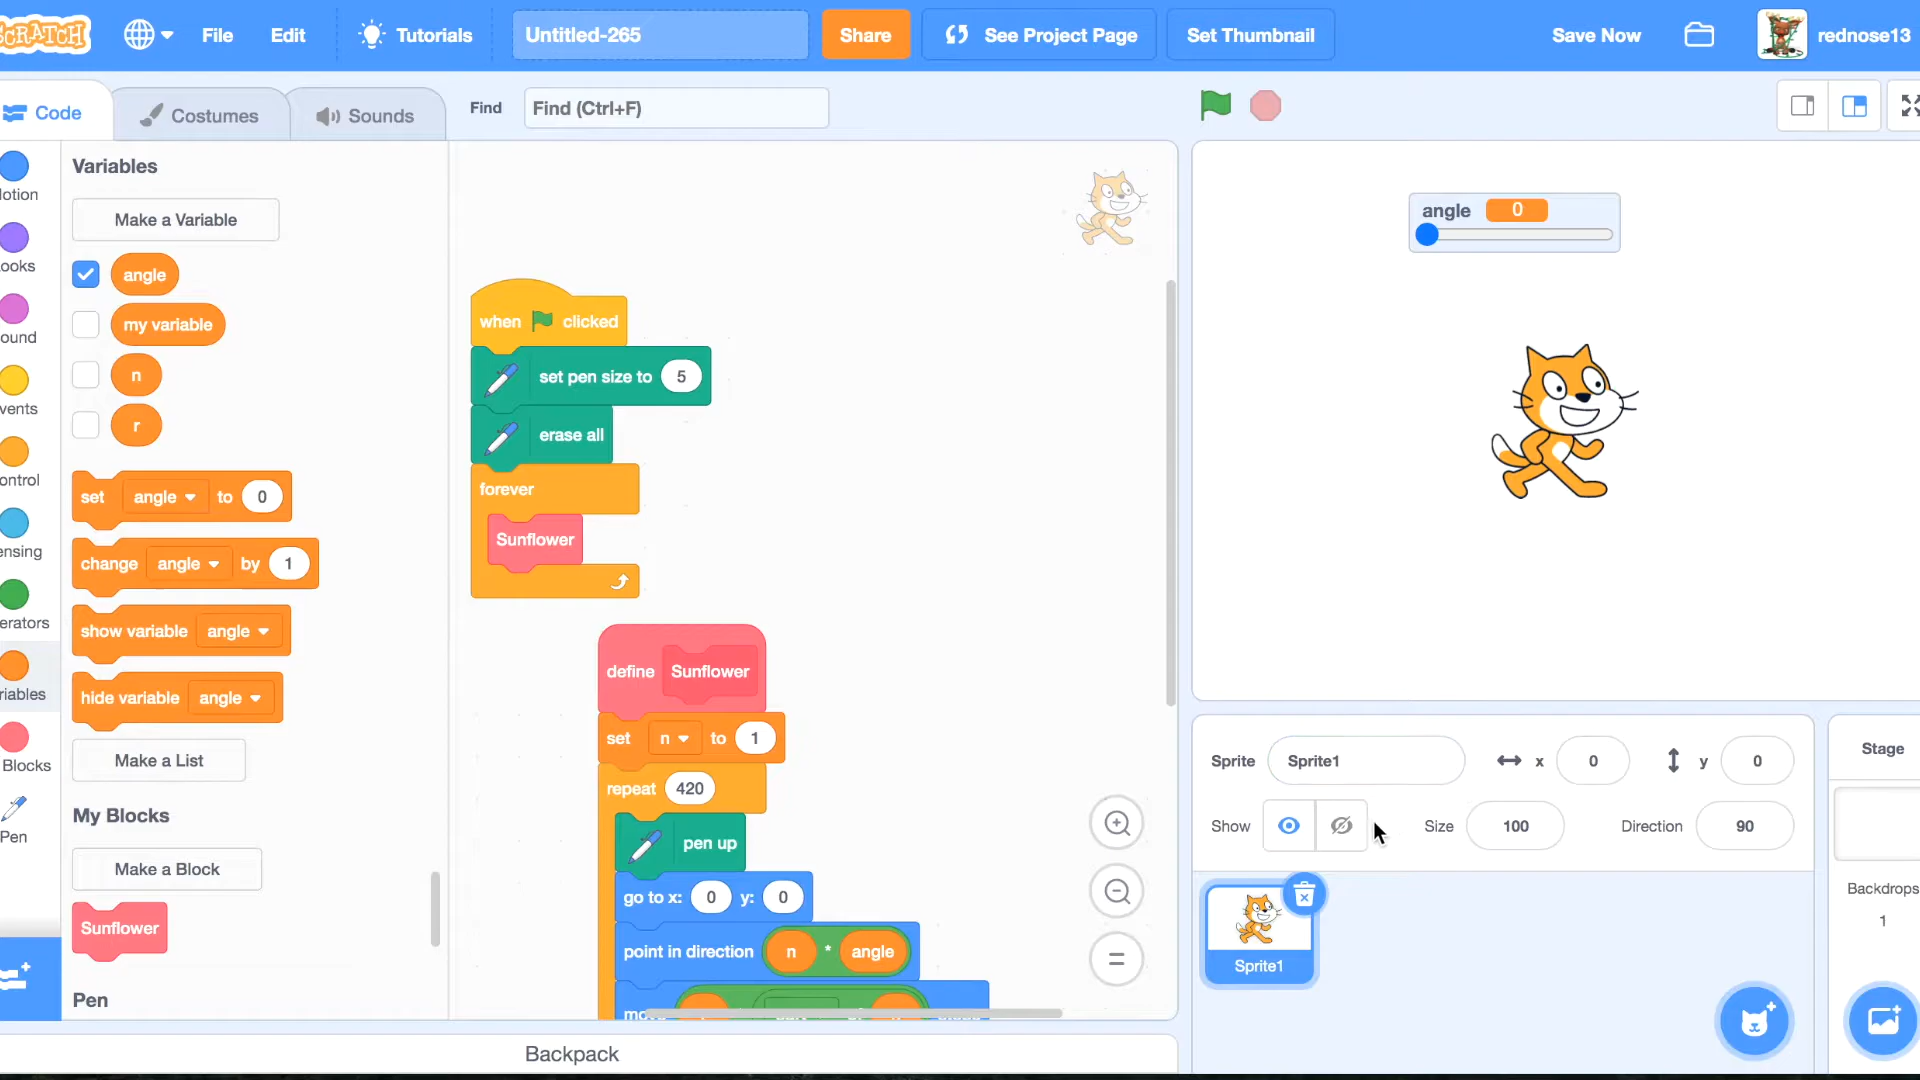 SCRATCH File Edit Tutorials Untitled-265 Share See Project Page Set Thumbnail Save Now rednose13
Code Costumes Sounds Find Find (Ctrl+F)
Variables
Make a Variable
angle
my variable
n
r
set angle to 0
change angle by 1
show variable angle
hide variable angle
Make a List
My Blocks
Make a Block
Sunflower
Pen
otion
ooks
ound
vents
ontrol
ensing
erators
riables
Blocks
Pen
when clicked
set pen size to 5
erase all
forever
Sunflower
define Sunflower
set n to 1
repeat 420
pen up
go to x: 0 y: 0
point in direction n * angle
Backpack
angle 0
Sprite Sprite1 x 0 y 0
Show Size 100 Direction 90
Sprite1
Stage
Backdrops
1